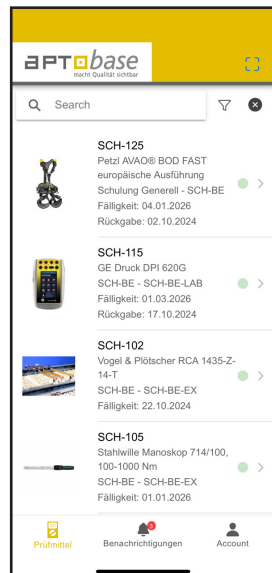 aptobase
macht Qualität sichtbar
Search
SCH-125
Petzl AVAO® BOD FAST
europäische Ausführung
Schulung Generell - SCH-BE
Fälligkeit: 04.01.2026
Rückgabe: 02.10.2024
SCH-115
GE Druck DPI 620G
SCH-BE - SCH-BE-LAB
Fälligkeit: 01.03.2026
Rückgabe: 17.10.2024
SCH-102
Vogel & Plötscher RCA 1435-Z-
14-T
SCH-BE - SCH-BE-EX
Fälligkeit: 22.10.2024
SCH-105
Stahlwille Manoskop 714/100,
100-1000 Nm
SCH-BE - SCH-BE-EX
Fälligkeit: 01.01.2026
Prüfmittel
Benachrichtigungen
Account